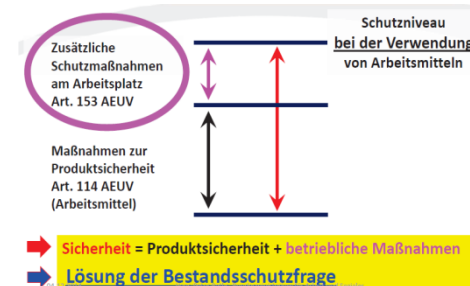 Zusätzliche
Schutzmaßnahmen
am Arbeitsplatz
Art. 153 AEUV
Schutzniveau
bei der Verwendung
von Arbeitsmitteln
Maßnahmen zur
Produktsicherheit
Art. 114 AEUV
(Arbeitsmittel)
Sicherheit = Produktsicherheit + betriebliche Maßnahmen
Lösung der Bestandsschutzfrage